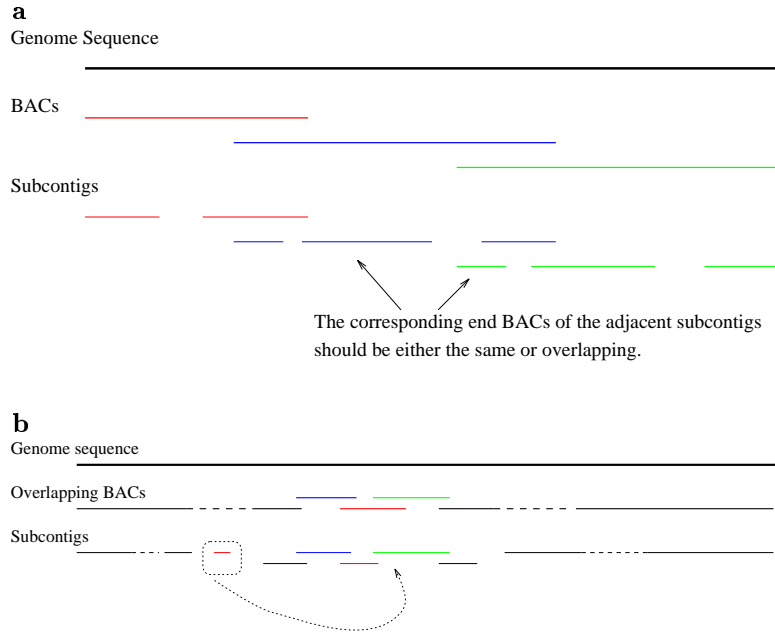 a
Genome Sequence
BACs
Subcontigs
The corresponding end BACs of the adjacent subcontigs
should be either the same or overlapping.
b
Genome sequence
Overlapping BACs
Subcontigs